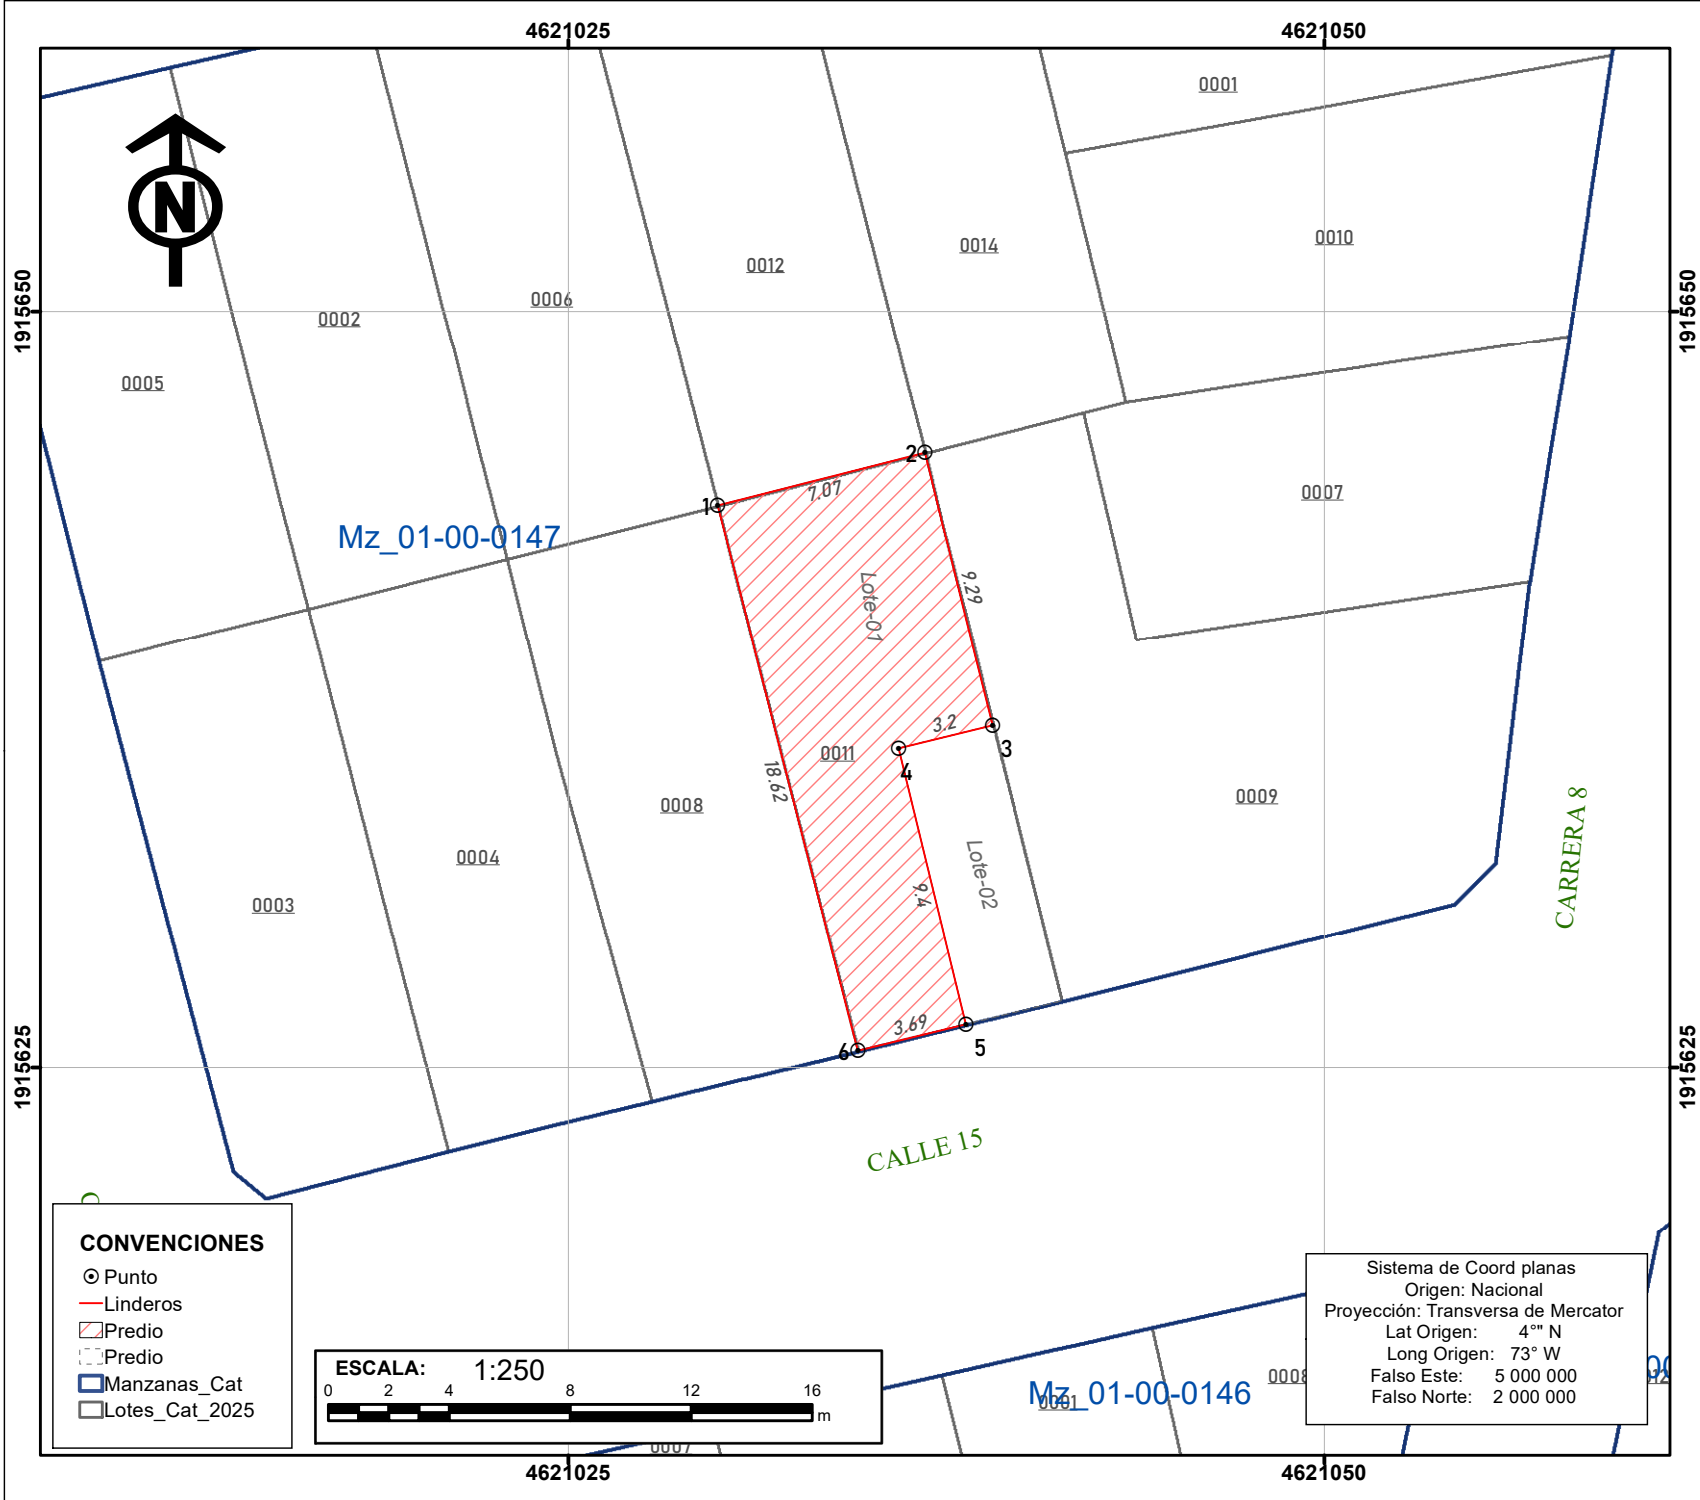 4621025
4621050
0001
N
0014
0010
0012
0006
0002
1915650
1915650
0005
2
7.07
0007
1
Mz_01-00-0147
Lote-01
9.29
3.2
3
0011
4
18.62
0008
0009
CARRERA 8
0004
Lote-02
9.4
0003
3.69
5
6
1915625
1915625
CALLE 15
CONVENCIONES
Punto
Linderos
Predio
Predio
Manzanas_Cat
Lotes_Cat_2025
Sistema de Coord planas
Origen: Nacional
Proyección: Transversa de Mercator
Lat Origen: 4°'" N
Long Origen: 73° W
Falso Este: 5 000 000
Falso Norte: 2 000 000
ESCALA: 1:250
0 2 4 8 12 16
m
0008
Mz_01-00-0146
0001
0007
4621025
4621050